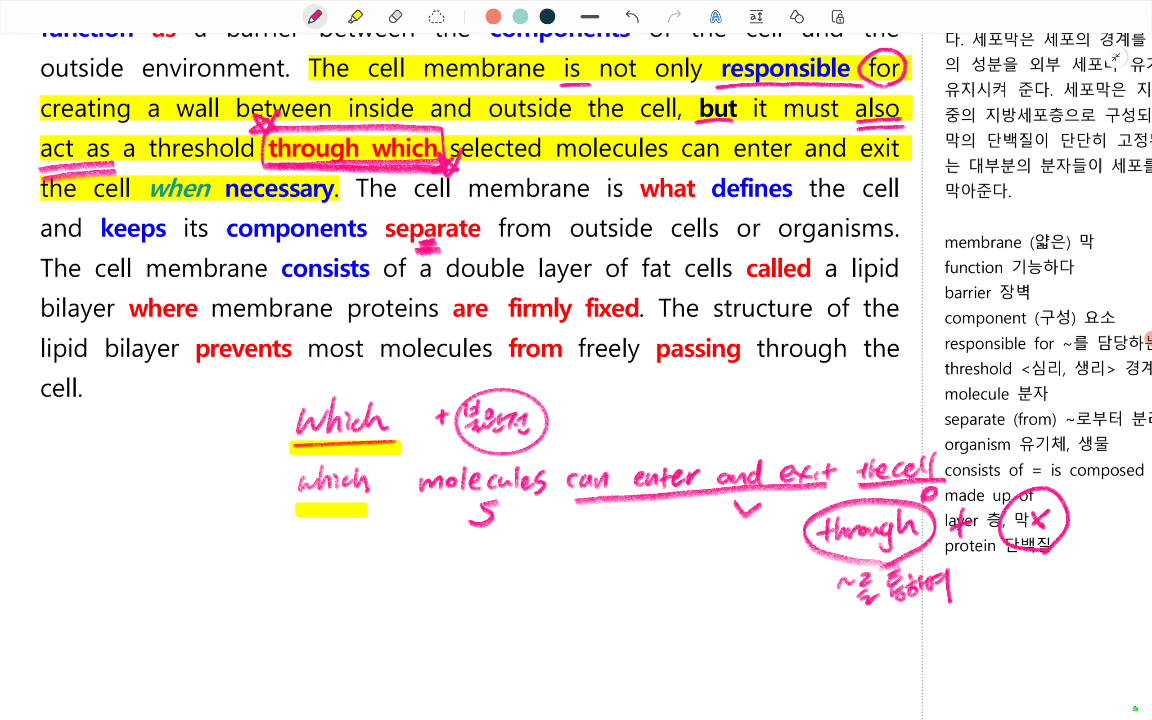 function as a barrier between the components of the cell and the
outside environment. The cell membrane is not only responsible for
creating a wall between inside and outside the cell, but it must also
act as a threshold through which selected molecules can enter and exit
the cell when necessary. The cell membrane is what defines the cell
and keeps its components separate from outside cells or organisms.
The cell membrane consists of a double layer of fat cells called a lipid
bilayer where membrane proteins are firmly fixed. The structure of the
lipid bilayer prevents most molecules from freely passing through the
cell.
Which + 불완전
which molecules can enter and exit the cell
S V O
through + X
~를 통하여
다. 세포막은 세포의 경계를
의 성분을 외부 세포나 유기
유지시켜 준다. 세포막은 지
중의 지방세포층으로 구성되
막의 단백질이 단단히 고정
는 대부분의 분자들이 세포를
막아준다.
membrane (얇은) 막
function 기능하다
barrier 장벽
component (구성) 요소
responsible for ~를 담당하는
threshold <심리, 생리> 경계
molecule 분자
separate (from) ~로부터 분리
organism 유기체, 생물
consists of = is composed
made up of
layer 층, 막
protein 단백질